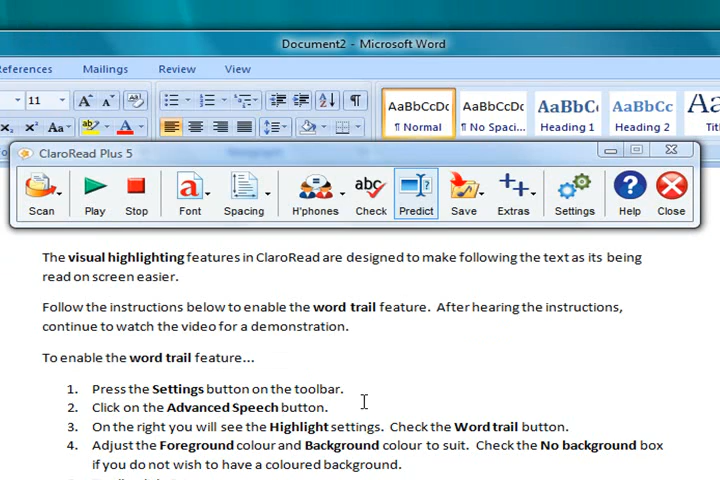 Document2 - Microsoft Word
References Mailings Review View
11 A A Aa
X₂ X² Aa ab A
AaBbCcDc AaBbCcDc AaBbCc AaBbCc
¶ Normal ¶ No Spaci... Heading 1 Heading 2
ClaroRead Plus 5
abc
Scan Play Stop Font Spacing H'phones Check Predict Save Extras Settings Help Close
The visual highlighting features in ClaroRead are designed to make following the text as its being
read on screen easier.
Follow the instructions below to enable the word trail feature. After hearing the instructions,
continue to watch the video for a demonstration.
To enable the word trail feature...
1. Press the Settings button on the toolbar.
2. Click on the Advanced Speech button.
3. On the right you will see the Highlight settings. Check the Word trail button.
4. Adjust the Foreground colour and Background colour to suit. Check the No background box
if you do not wish to have a coloured background.